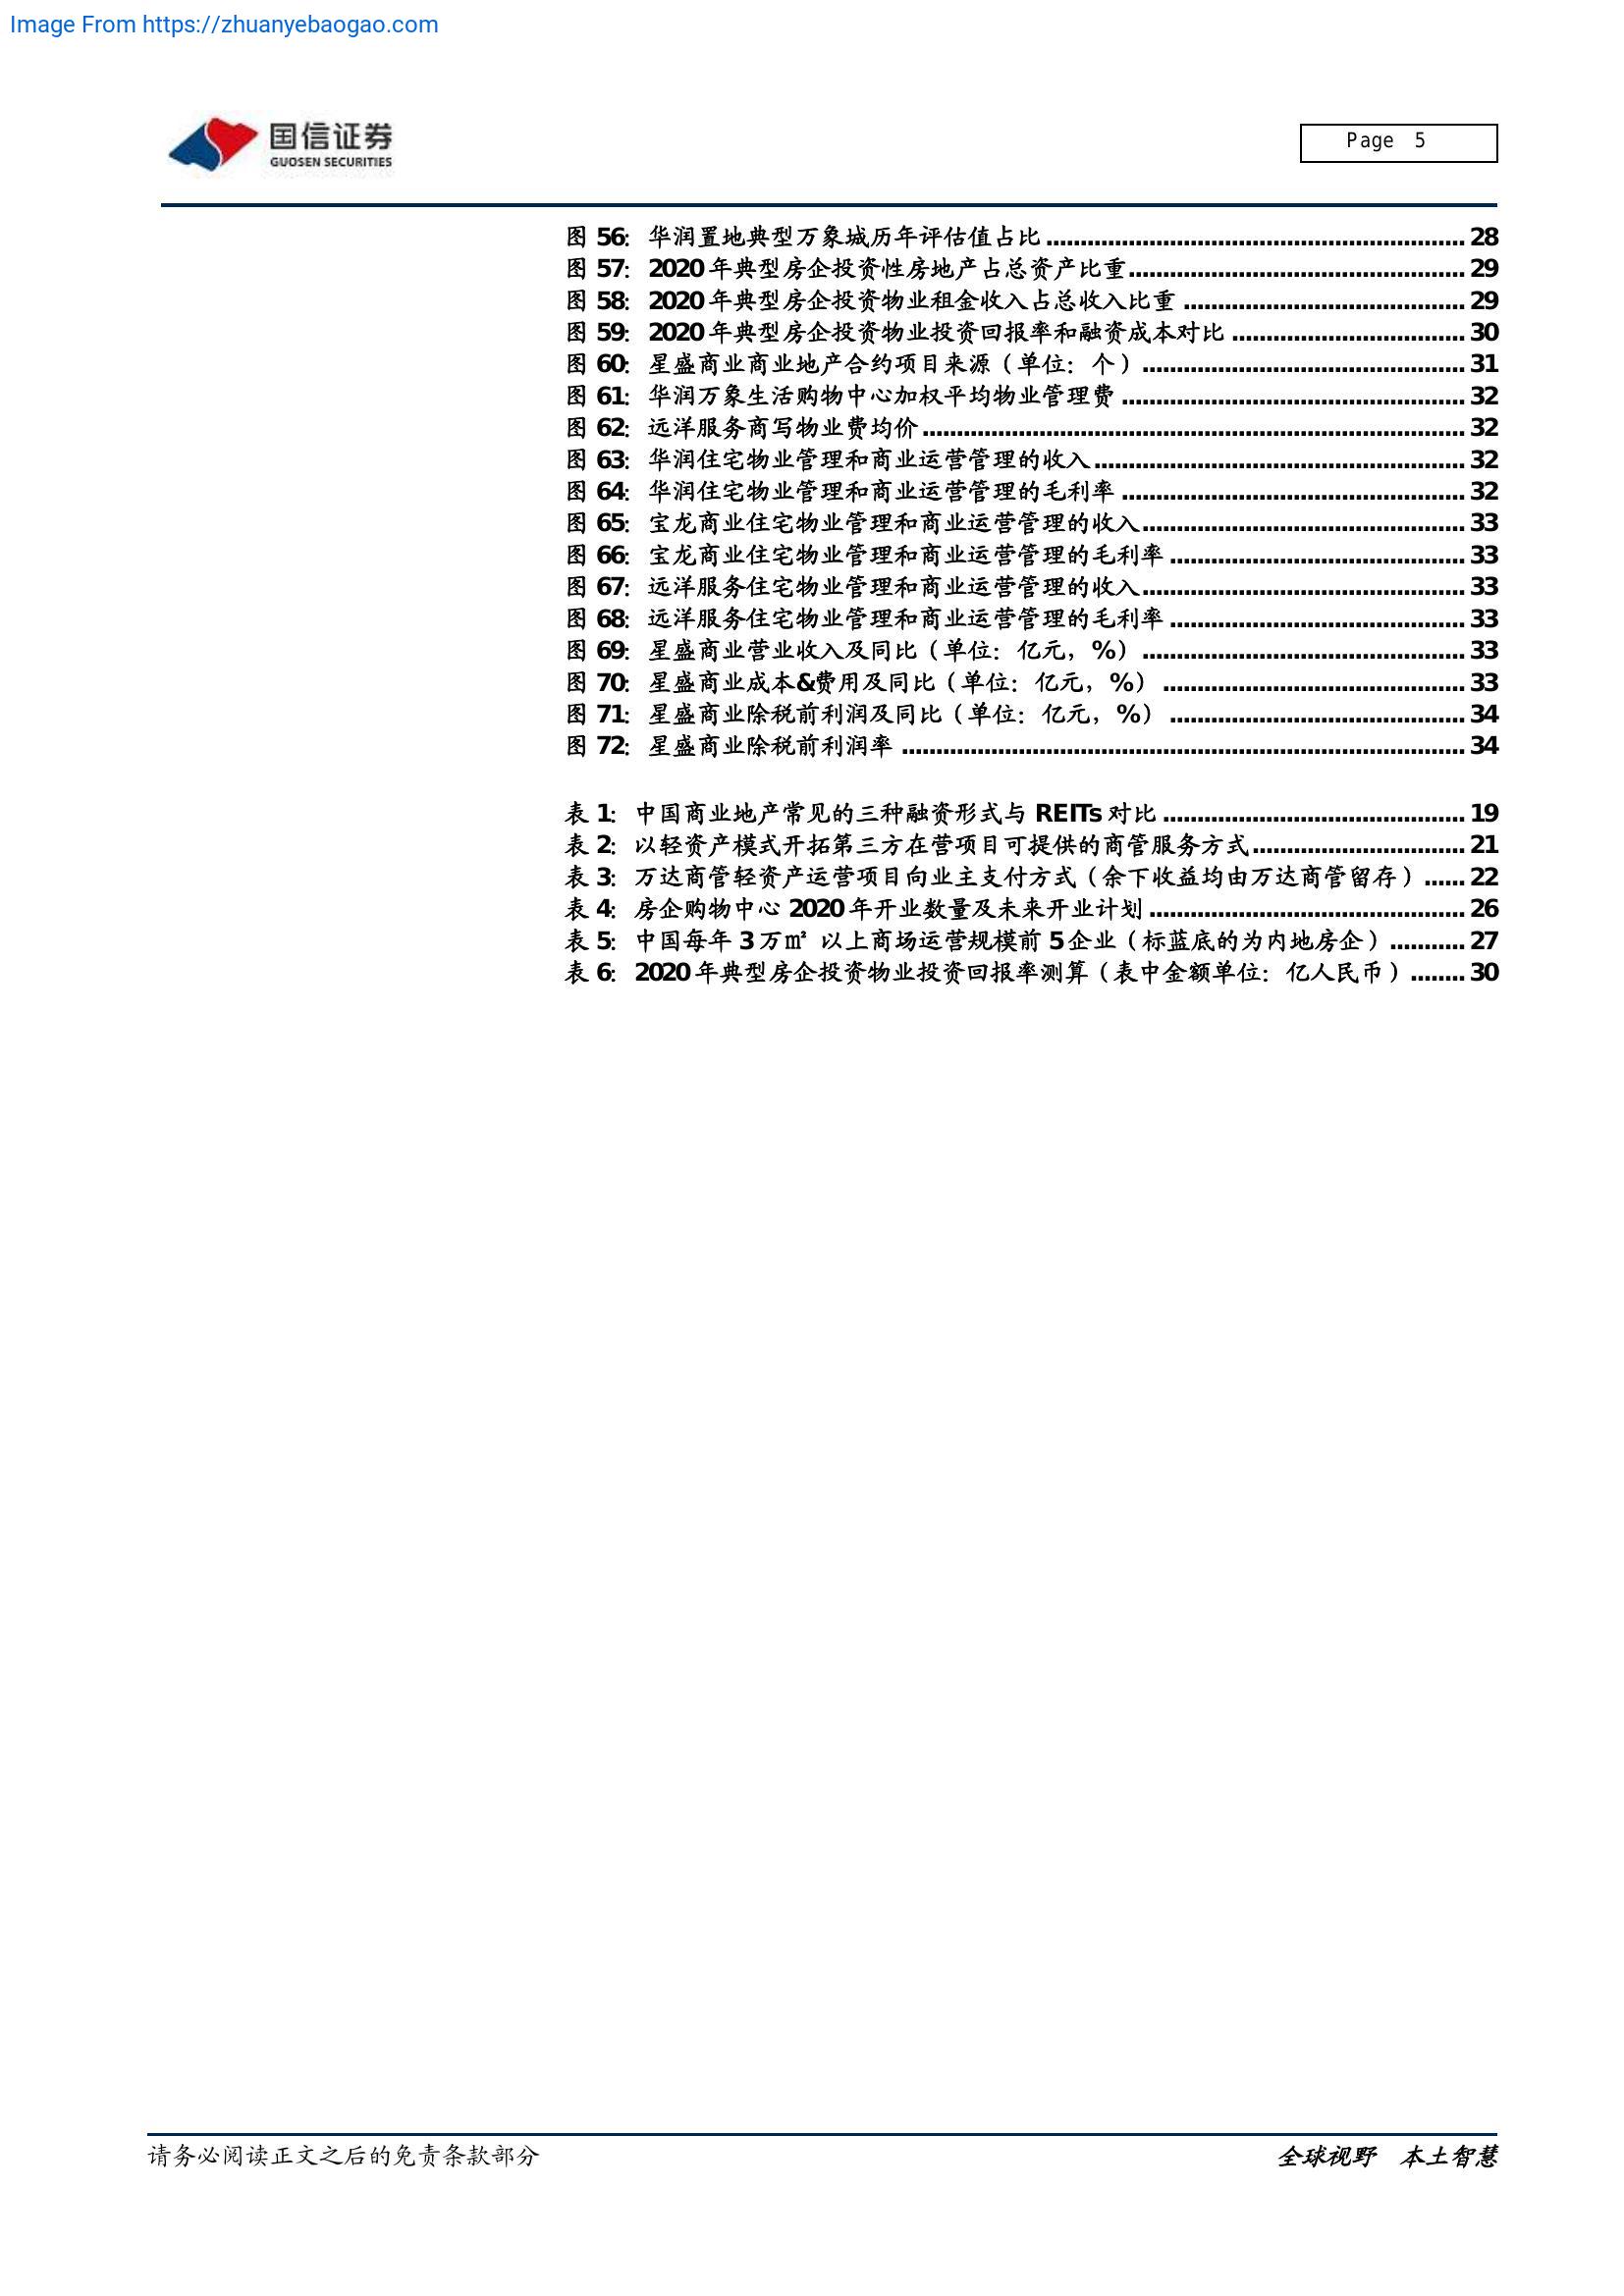 Image From https://zhuanyebaogao.com
国信证券
GUOSEN SECURITIES
Page 5
图 56：华润置地典型万象城历年评估值占比 28
图 57：2020 年典型房企投资性房地产占总资产比重 29
图 58：2020 年典型房企投资物业租金收入占总收入比重 29
图 59：2020 年典型房企投资物业投资回报率和融资成本对比 30
图 60：星盛商业商业地产合约项目来源（单位：个） 31
图 61：华润万象生活购物中心加权平均物业管理费 32
图 62：远洋服务商写物业费均价 32
图 63：华润住宅物业管理和商业运营管理的收入 32
图 64：华润住宅物业管理和商业运营管理的毛利率 32
图 65：宝龙商业住宅物业管理和商业运营管理的收入 33
图 66：宝龙商业住宅物业管理和商业运营管理的毛利率 33
图 67：远洋服务住宅物业管理和商业运营管理的收入 33
图 68：远洋服务住宅物业管理和商业运营管理的毛利率 33
图 69：星盛商业营业收入及同比（单位：亿元，%） 33
图 70：星盛商业成本&费用及同比（单位：亿元，%） 33
图 71：星盛商业除税前利润及同比（单位：亿元，%） 34
图 72：星盛商业除税前利润率 34
表 1：中国商业地产常见的三种融资形式与 REITs 对比 19
表 2：以轻资产模式开拓第三方在营项目可提供的商管服务方式 21
表 3：万达商管轻资产运营项目向业主支付方式（余下收益均由万达商管留存） 22
表 4：房企购物中心 2020 年开业数量及未来开业计划 26
表 5：中国每年 3 万㎡ 以上商场运营规模前 5 企业（标蓝底的为内地房企） 27
表 6：2020 年典型房企投资物业投资回报率测算（表中金额单位：亿人民币） 30
请务必阅读正文之后的免责条款部分
全球视野 本土智慧